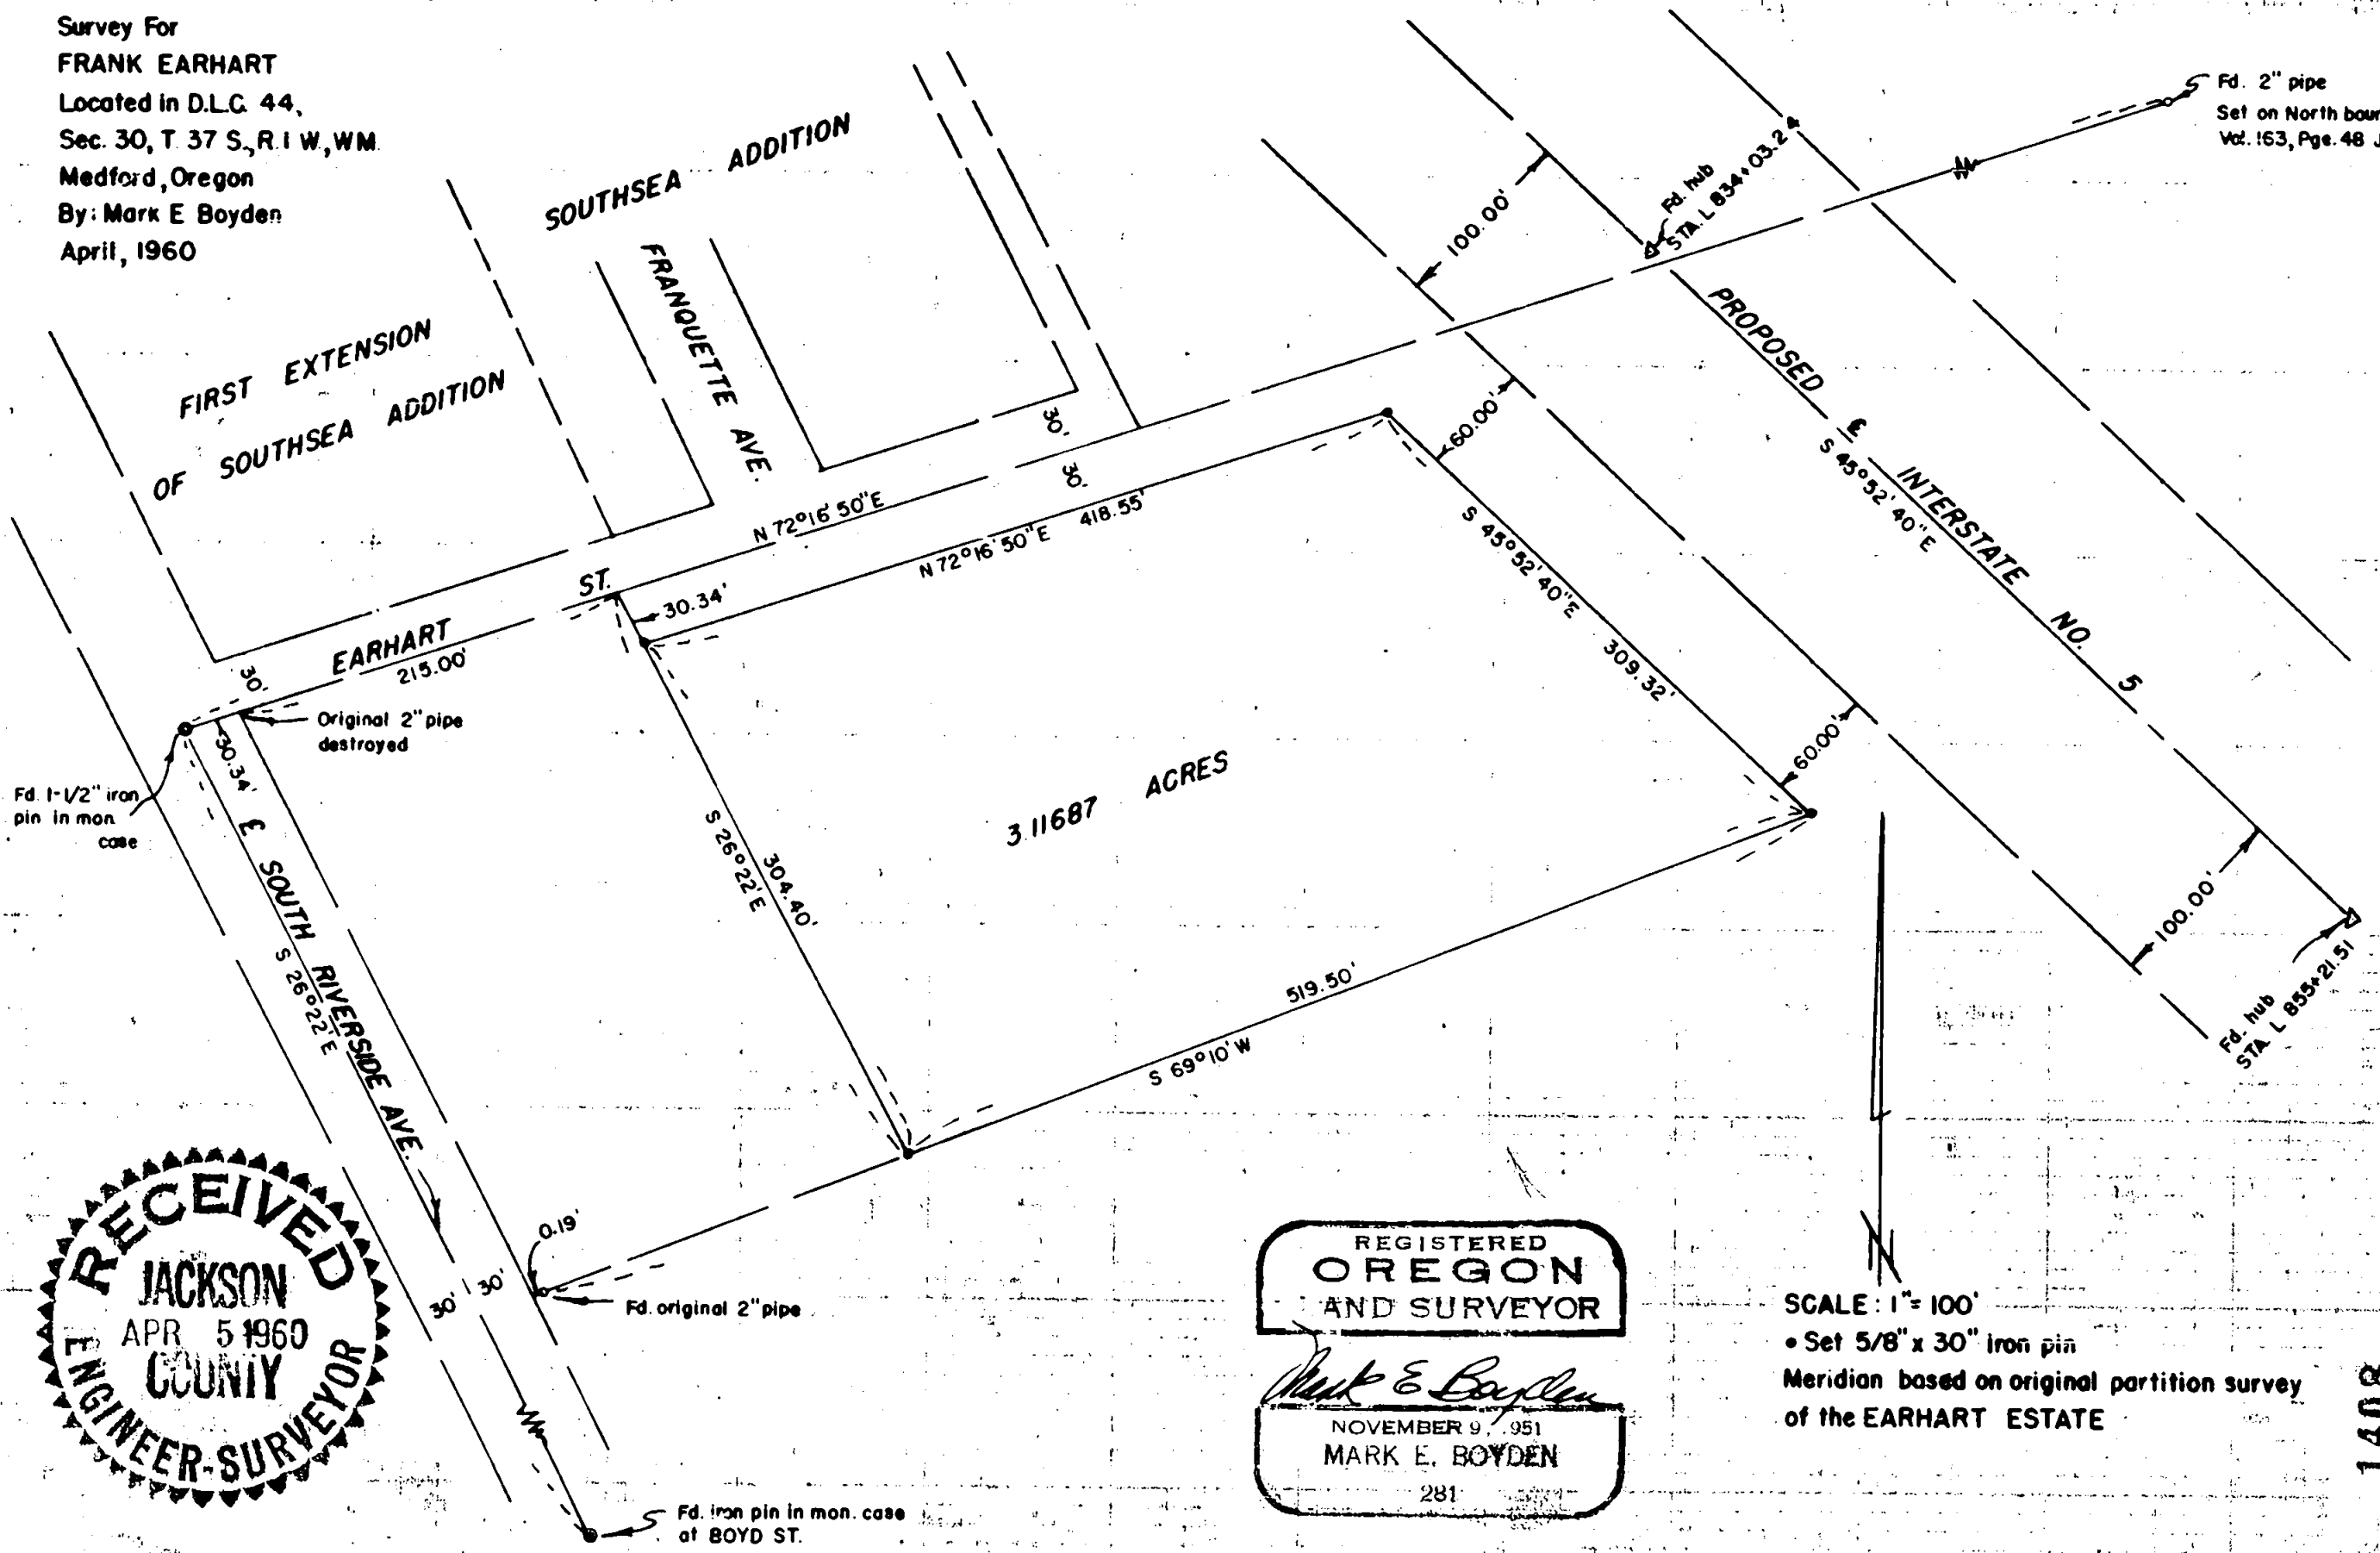 Survey For
FRANK EARHART
Located in D.L.C. 44,
Sec. 30, T. 37 S., R. 1 W., WM.
Medford, Oregon
By: Mark E Boyden
April, 1960
SOUTHSEA ADDITION
FIRST EXTENSION
OF SOUTHSEA ADDITION
FRANQUETTE AVE.
Fd. 2" pipe
Set on North
Vol. 163, Pge. 48
Fd. hub
STA. L 834+03.2
100.00'
PROPOSED ℄ INTERSTATE NO. 5
S 45°52'40"E
60.00'
30'
30'
N 72°16'50"E
N 72°16'50"E 418.55'
S 45°52'40"E 309.32'
EARHART ST.
30.34'
215.00'
30'
Original 2" pipe
destroyed
30.34'
Fd. 1-1/2" iron
pin in mon.
case
℄ SOUTH RIVERSIDE AVE.
S 26°22'E
304.40'
S 26°22'E
3.11687 ACRES
60.00'
100.00'
519.50'
S 69°10'W
Fd. hub
STA. L 855+21.51
0.19'
30'
30'
Fd. original 2" pipe
Fd. iron pin in mon. case
at BOYD ST.
RECEIVED
JACKSON
APR 5 1960
COUNTY
ENGINEER-SURVEYOR
REGISTERED
OREGON
AND SURVEYOR
Mark E Boyden
NOVEMBER 9, 951
MARK E. BOYDEN
281
N
SCALE: 1"= 100'
• Set 5/8" x 30" iron pin
Meridian based on original partition survey
of the EARHART ESTATE
1408